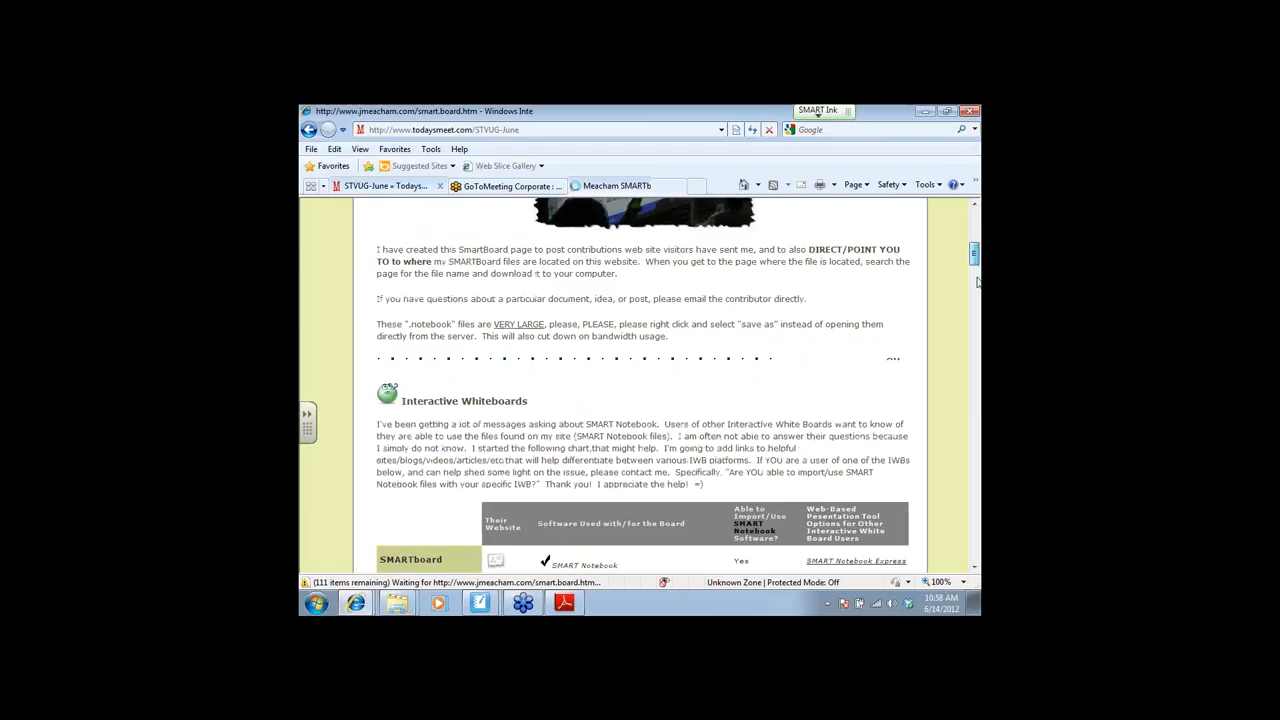 http://www.jmeacham.com/smart.board.htm - Windows Inte
SMART Ink
http://www.todaysmeet.com/STVUG-June
Google
File Edit View Favorites Tools Help
Favorites Suggested Sites Web Slice Gallery
STVUG-June « Todays... GoToMeeting Corporate : ... Meacham SMARTb
Page Safety Tools
I have created this SmartBoard page to post contributions web site visitors have sent me, and to also DIRECT/POINT YOU
TO to where my SMARTBoard files are located on this website. When you get to the page where the file is located, search the
page for the file name and download it to your computer.
If you have questions about a particular document, idea, or post, please email the contributor directly.
These ".notebook" files are VERY LARGE, please, PLEASE, please right click and select "save as" instead of opening them
directly from the server. This will also cut down on bandwidth usage.
Interactive Whiteboards
I've been getting a lot of messages asking about SMART Notebook. Users of other Interactive White Boards want to know of
they are able to use the files found on my site (SMART Notebook files). I am often not able to answer their questions because
I simply do not know. I started the following chart,that might help. I'm going to add links to helpful
sites/blogs/videos/articles/etc that will help differentiate between various IWB platforms. If YOU are a user of one of the IWBs
below, and can help shed some light on the issue, please contact me. Specifically, "Are YOU able to import/use SMART
Notebook files with your specific IWB?" Thank you! I appreciate the help! =)
Their
Website
Software Used with/for the Board
Able to
Import/Use
SMART
Notebook
Software?
Web-Based
Pesentation Tool
Options for Other
Interactive White
Board Users
SMARTboard SMART Notebook Yes SMART Notebook Express
(111 items remaining) Waiting for http://www.jmeacham.com/smart.board.htm... Unknown Zone | Protected Mode: Off 100%
10:58 AM
6/14/2012